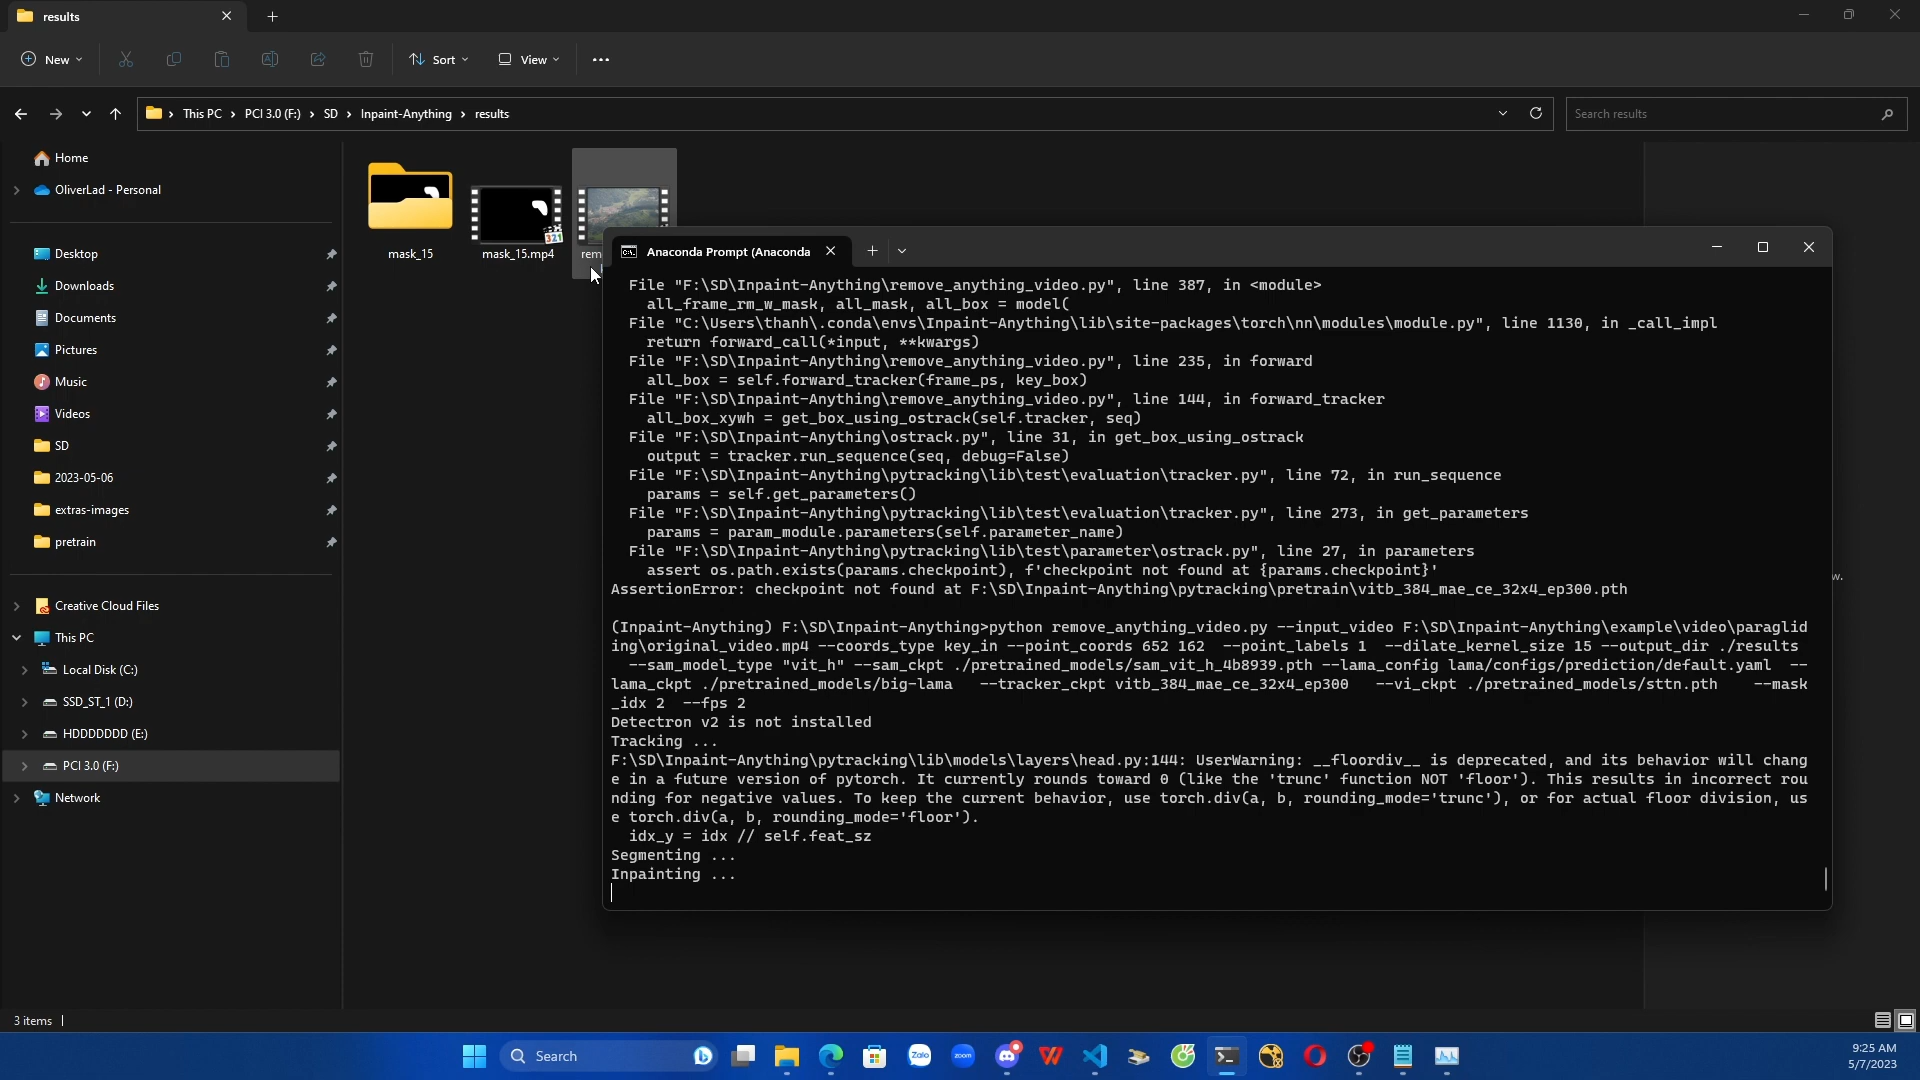 results
New
Sort
View
This PC > PCI 3.0 (F:) > SD > Inpaint-Anything > results
Search results
Home
OliverLad - Personal
Desktop
Downloads
Documents
Pictures
Music
Videos
SD
2023-05-06
extras-images
pretrain
Creative Cloud Files
This PC
Local Disk (C:)
SSD_ST_1 (D:)
HDDDDDDD (E:)
PCI 3.0 (F:)
Network
mask_15
321
mask_15.mp4
rem
Anaconda Prompt (Anaconda
File "F:\SD\Inpaint-Anything\remove_anything_video.py", line 387, in <module>
all_frame_rm_w_mask, all_mask, all_box = model(
File "C:\Users\thanh\.conda\envs\Inpaint-Anything\lib\site-packages\torch\nn\modules\module.py", line 1130, in _call_impl
return forward_call(*input, **kwargs)
File "F:\SD\Inpaint-Anything\remove_anything_video.py", line 235, in forward
all_box = self.forward_tracker(frame_ps, key_box)
File "F:\SD\Inpaint-Anything\remove_anything_video.py", line 144, in forward_tracker
all_box_xywh = get_box_using_ostrack(self.tracker, seq)
File "F:\SD\Inpaint-Anything\ostrack.py", line 31, in get_box_using_ostrack
output = tracker.run_sequence(seq, debug=False)
File "F:\SD\Inpaint-Anything\pytracking\lib\test\evaluation\tracker.py", line 72, in run_sequence
params = self.get_parameters()
File "F:\SD\Inpaint-Anything\pytracking\lib\test\evaluation\tracker.py", line 273, in get_parameters
params = param_module.parameters(self.parameter_name)
File "F:\SD\Inpaint-Anything\pytracking\lib\test\parameter\ostrack.py", line 27, in parameters
assert os.path.exists(params.checkpoint), f'checkpoint not found at {params.checkpoint}'
AssertionError: checkpoint not found at F:\SD\Inpaint-Anything\pytracking\pretrain\vitb_384_mae_ce_32x4_ep300.pth
(Inpaint-Anything) F:\SD\Inpaint-Anything>python remove_anything_video.py --input_video F:\SD\Inpaint-Anything\example\video\paraglid
ing\original_video.mp4 --coords_type key_in --point_coords 652 162 --point_labels 1 --dilate_kernel_size 15 --output_dir ./results
--sam_model_type "vit_h" --sam_ckpt ./pretrained_models/sam_vit_h_4b8939.pth --lama_config lama/configs/prediction/default.yaml --
lama_ckpt ./pretrained_models/big-lama --tracker_ckpt vitb_384_mae_ce_32x4_ep300 --vi_ckpt ./pretrained_models/sttn.pth --mask
_idx 2 --fps 2
Detectron v2 is not installed
Tracking ...
F:\SD\Inpaint-Anything\pytracking\lib\models\layers\head.py:144: UserWarning: __floordiv__ is deprecated, and its behavior will chang
e in a future version of pytorch. It currently rounds toward 0 (like the 'trunc' function NOT 'floor'). This results in incorrect rou
nding for negative values. To keep the current behavior, use torch.div(a, b, rounding_mode='trunc'), or for actual floor division, us
e torch.div(a, b, rounding_mode='floor').
idx_y = idx // self.feat_sz
Segmenting ...
Inpainting ...
w.
3 items
Search
Zalo
zoom
9:25 AM
5/7/2023